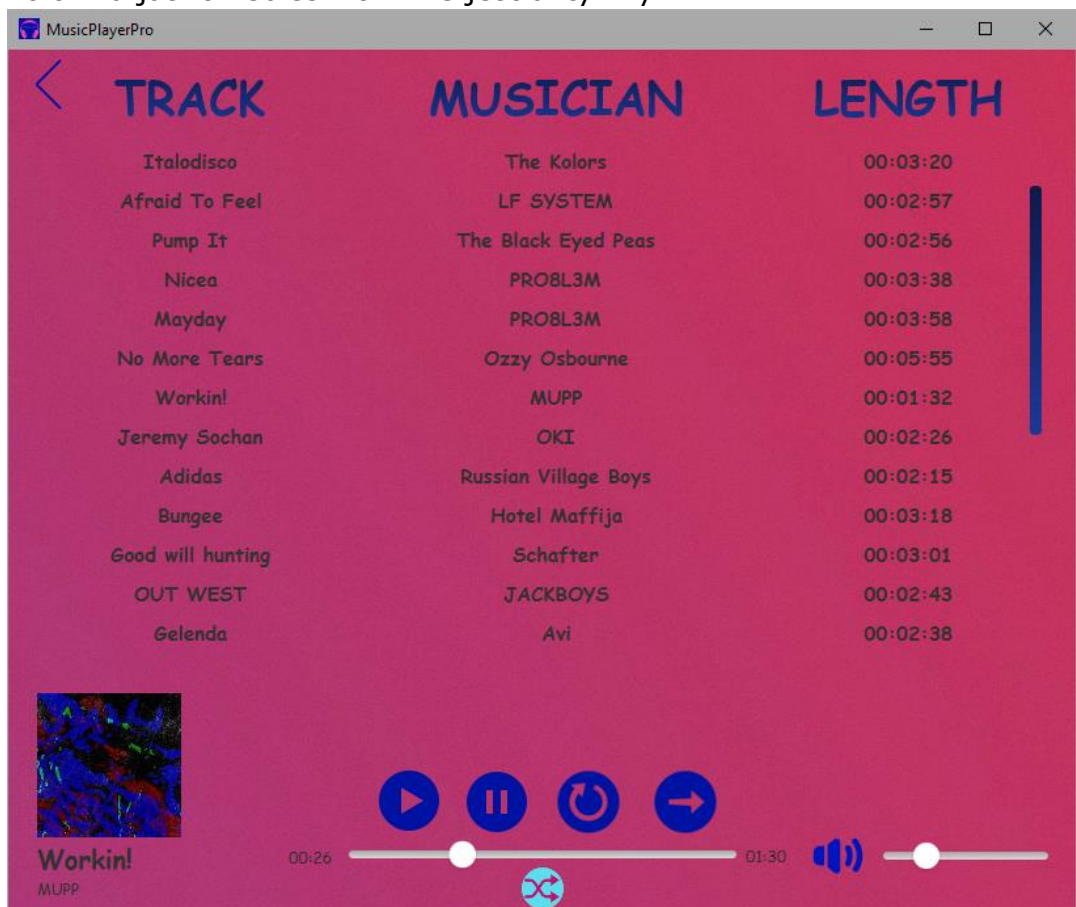 MusicPlayerPro
TRACK MUSICIAN LENGTH
Italodisco The Kolors 00:03:20
Afraid To Feel LF SYSTEM 00:02:57
Pump It The Black Eyed Peas 00:02:56
Nicea PRO8L3M 00:03:38
Mayday PRO8L3M 00:03:58
No More Tears Ozzy Osbourne 00:05:55
Workin! MUPP 00:01:32
Jeremy Sochan OKI 00:02:26
Adidas Russian Village Boys 00:02:15
Bungee Hotel Maffija 00:03:18
Good will hunting Schafter 00:03:01
OUT WEST JACKBOYS 00:02:43
Gelenda Avi 00:02:38
Workin! 00:26 01:30
MUPP